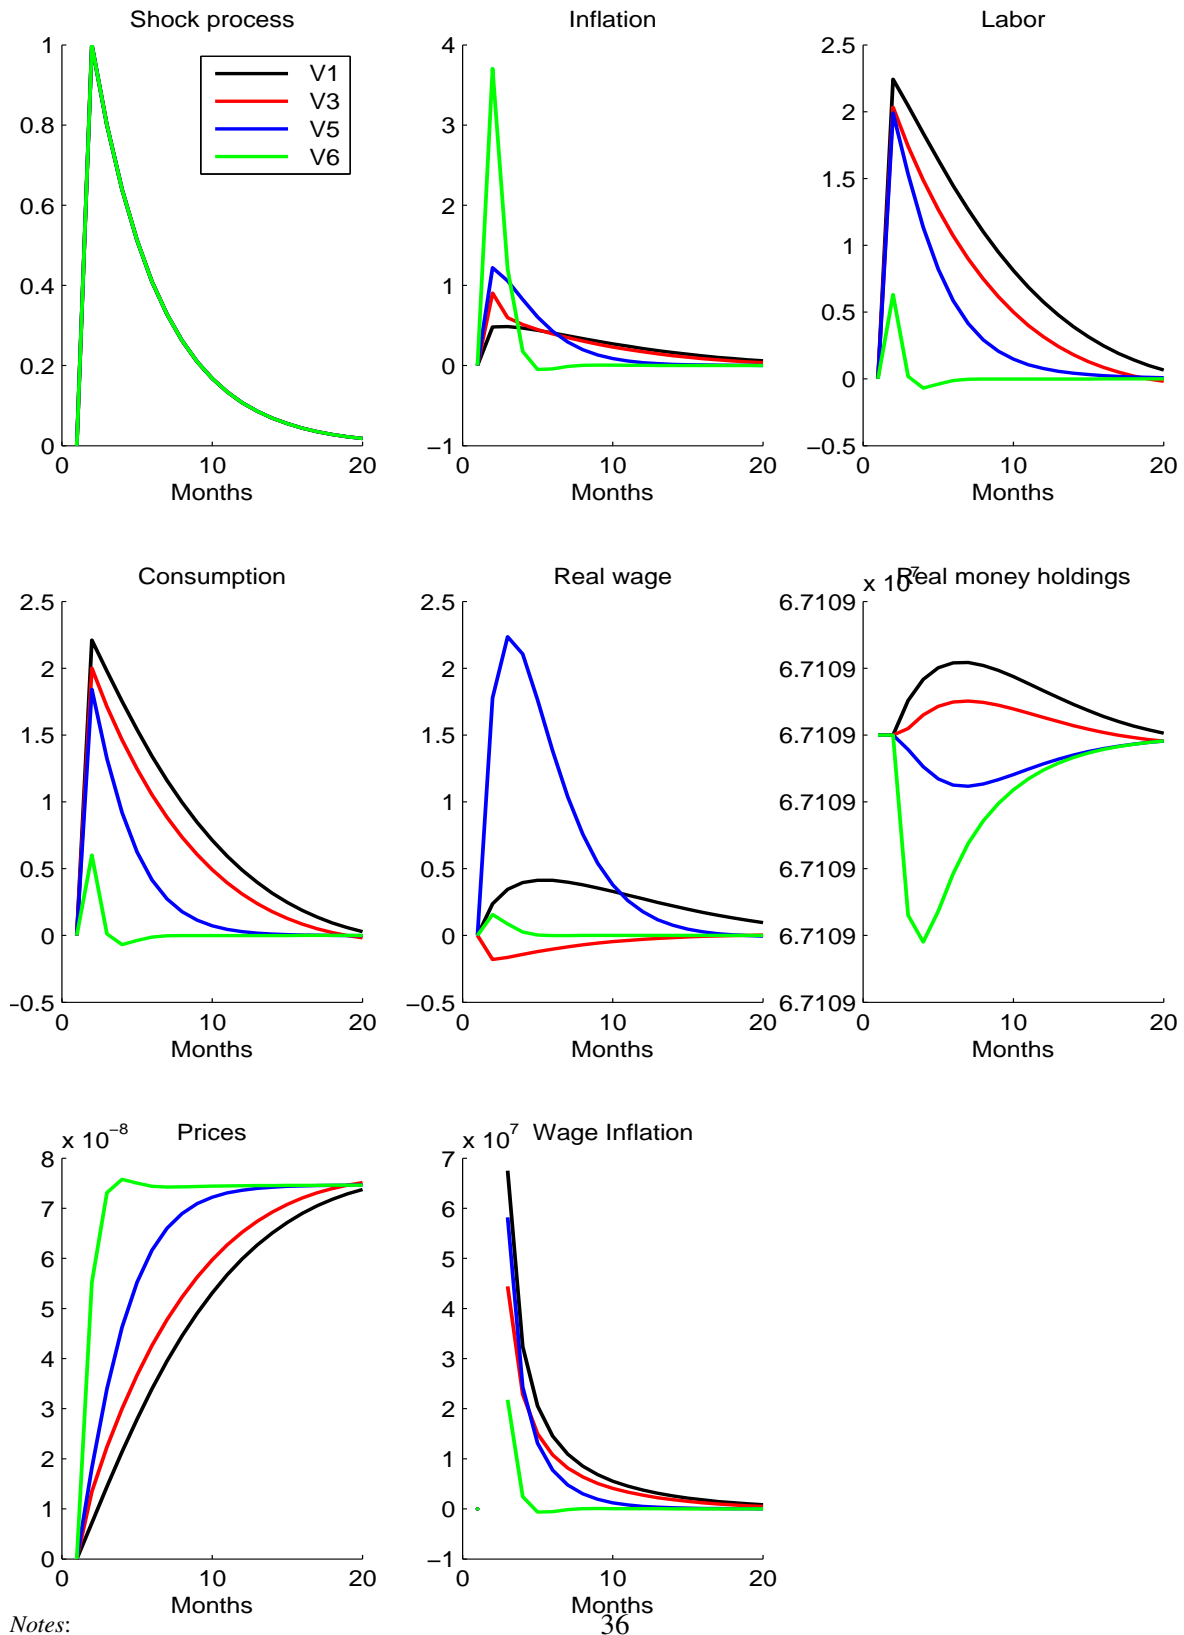 Shock process
1
0.8
0.6
0.4
0.2
0
0 10 20
Months
V1
V3
V5
V6
Inflation
4
3
2
1
0
−1
0 10 20
Months
Labor
2.5
2
1.5
1
0.5
0
−0.5
0 10 20
Months
Consumption
2.5
2
1.5
1
0.5
0
−0.5
0 10 20
Months
Real wage
2.5
2
1.5
1
0.5
0
−0.5
0 10 20
Months
x 10^7 Real money holdings
6.7109
6.7109
6.7109
6.7109
6.7109
6.7109
6.7109
0 10 20
Months
x 10^−8 Prices
8
7
6
5
4
3
2
1
0
0 10 20
Months
x 10^7 Wage Inflation
7
6
5
4
3
2
1
0
−1
0 10 20
Months
Notes:
36